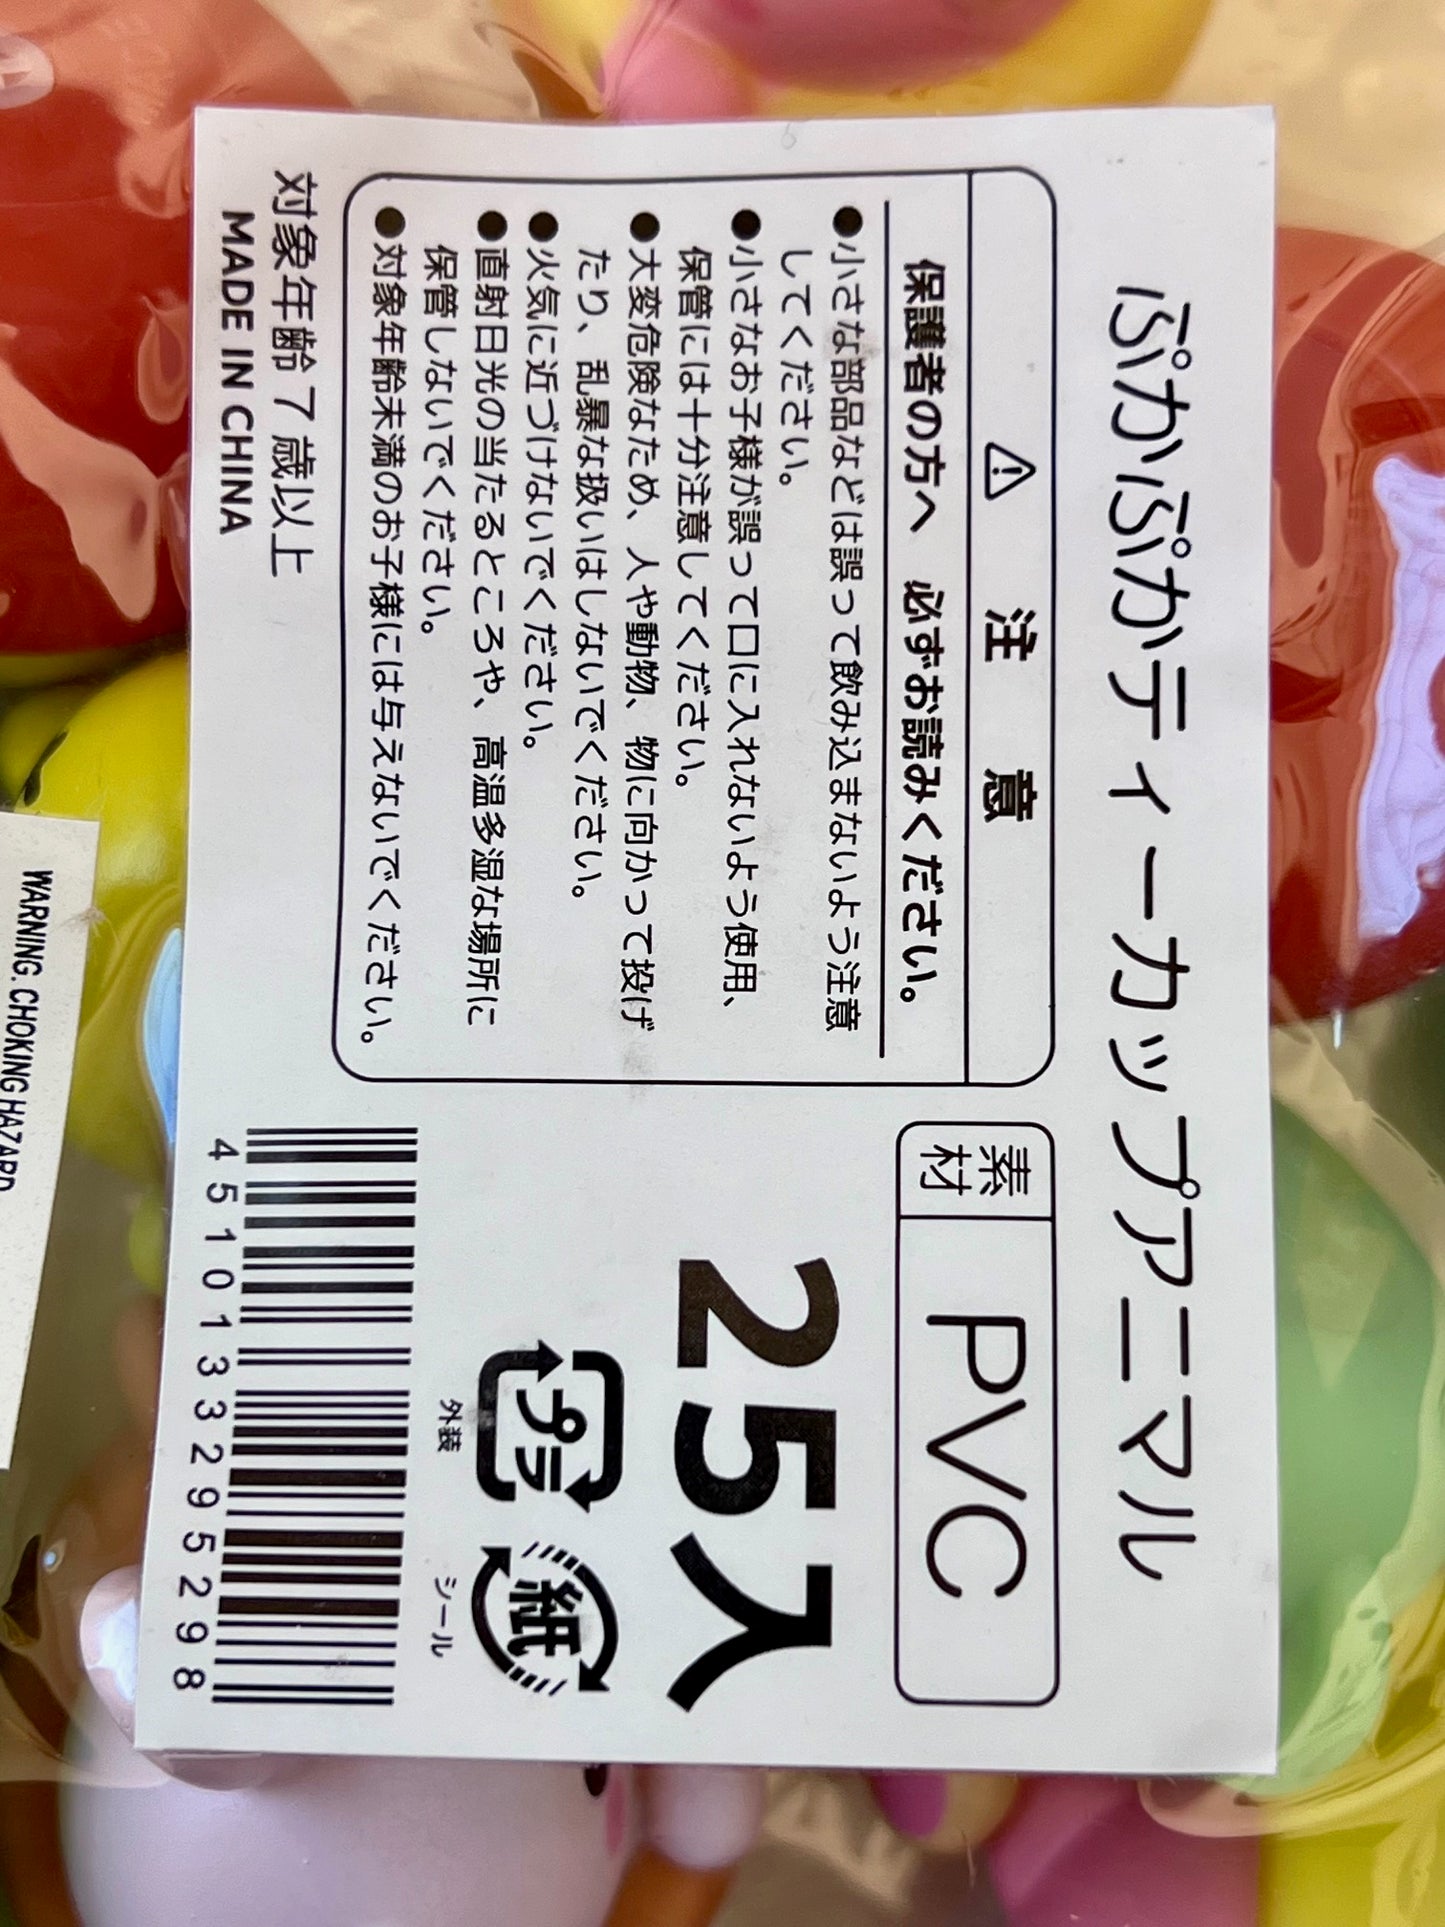 ぷかぷかティーカップアニマル
⚠ 注 意
保護者の方へ 必ずお読みください。
●小さな部品などは誤って飲み込まないよう注意
してください。
●小さなお子様が誤って口に入れないよう使用、
保管には十分注意してください。
●大変危険なため、人や動物、物に向かって投げ
たり、乱暴な扱いはしないでください。
●火気に近づけないでください。
●直射日光の当たるところや、高温多湿な場所に
保管しないでください。
●対象年齢未満のお子様には与えないでください。
対象年齢7歳以上
MADE IN CHINA
素材
PVC
25入
プラ
外装
紙
シール
4510133295298
WARNING. CHOKING HAZARD